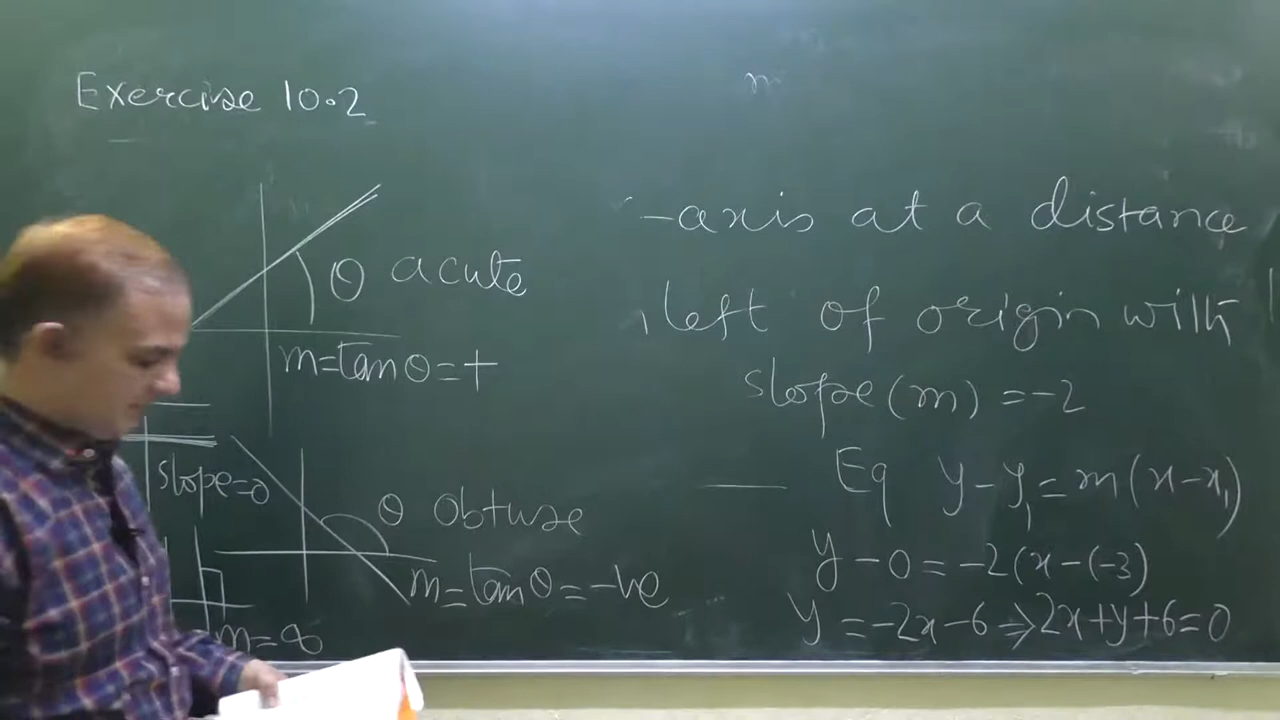 Exercise 10.2
θ acute
m=tanθ=+
slope=0
θ obtuse
m=tanθ=-ve
m=∞
m
-axis at a distance
left of origin with
slope(m)=-2
Eq y-y₁=m(x-x₁)
y-0=-2(x-(-3)
y=-2x-6⇒2x+y+6=0